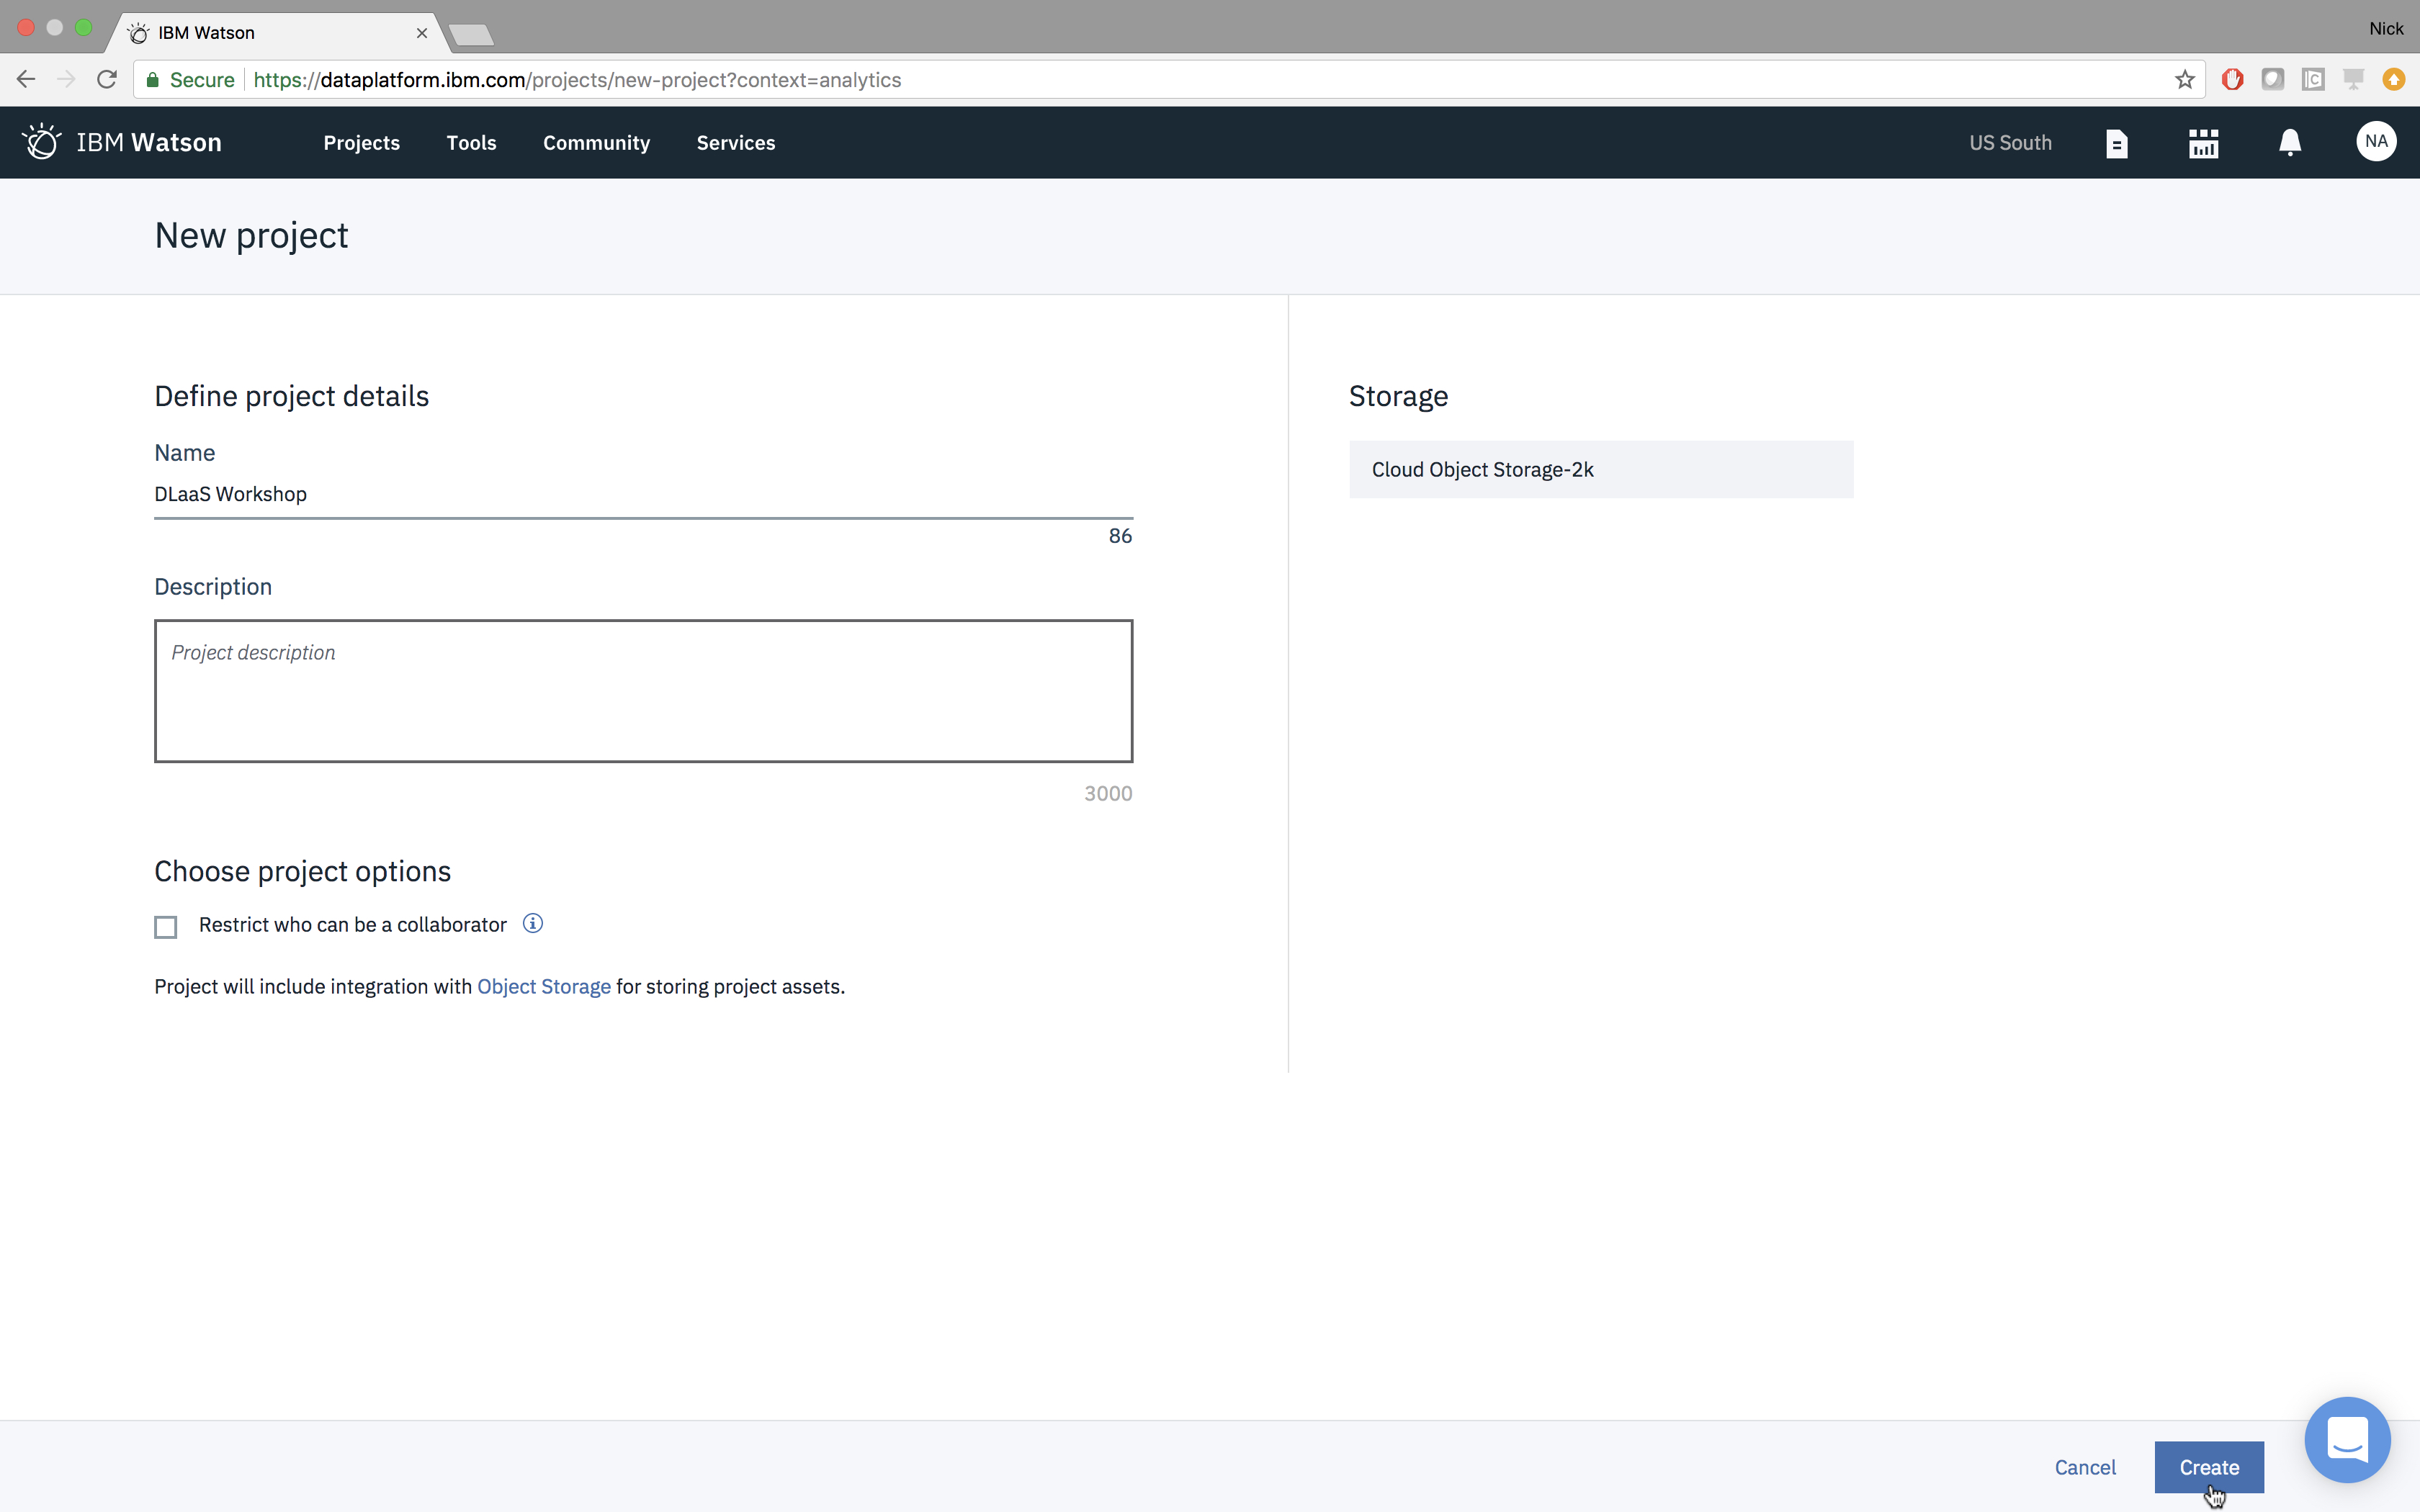 IBM Watson
Nick
Secure https://dataplatform.ibm.com/projects/new-project?context=analytics
IBM Watson Projects Tools Community Services US South NA
New project
Define project details
Name
DLaaS Workshop
86
Description
Project description
3000
Choose project options
Restrict who can be a collaborator
Project will include integration with Object Storage for storing project assets.
Storage
Cloud Object Storage-2k
Cancel Create